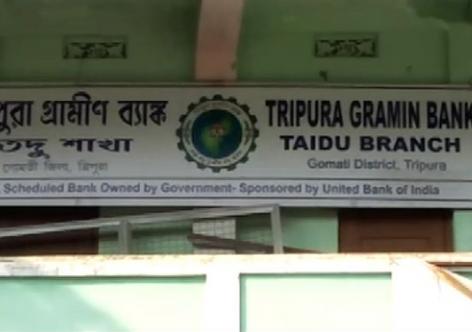 পুরা গ্রামীণ ব্যাঙ্ক
তৈদু শাখা
গোমতী জিলা, ত্রিপুরা
TRIPURA GRAMIN BANK
TAIDU BRANCH
Gomati District, Tripura
Scheduled Bank Owned by Government- Sponsored by United Bank of India